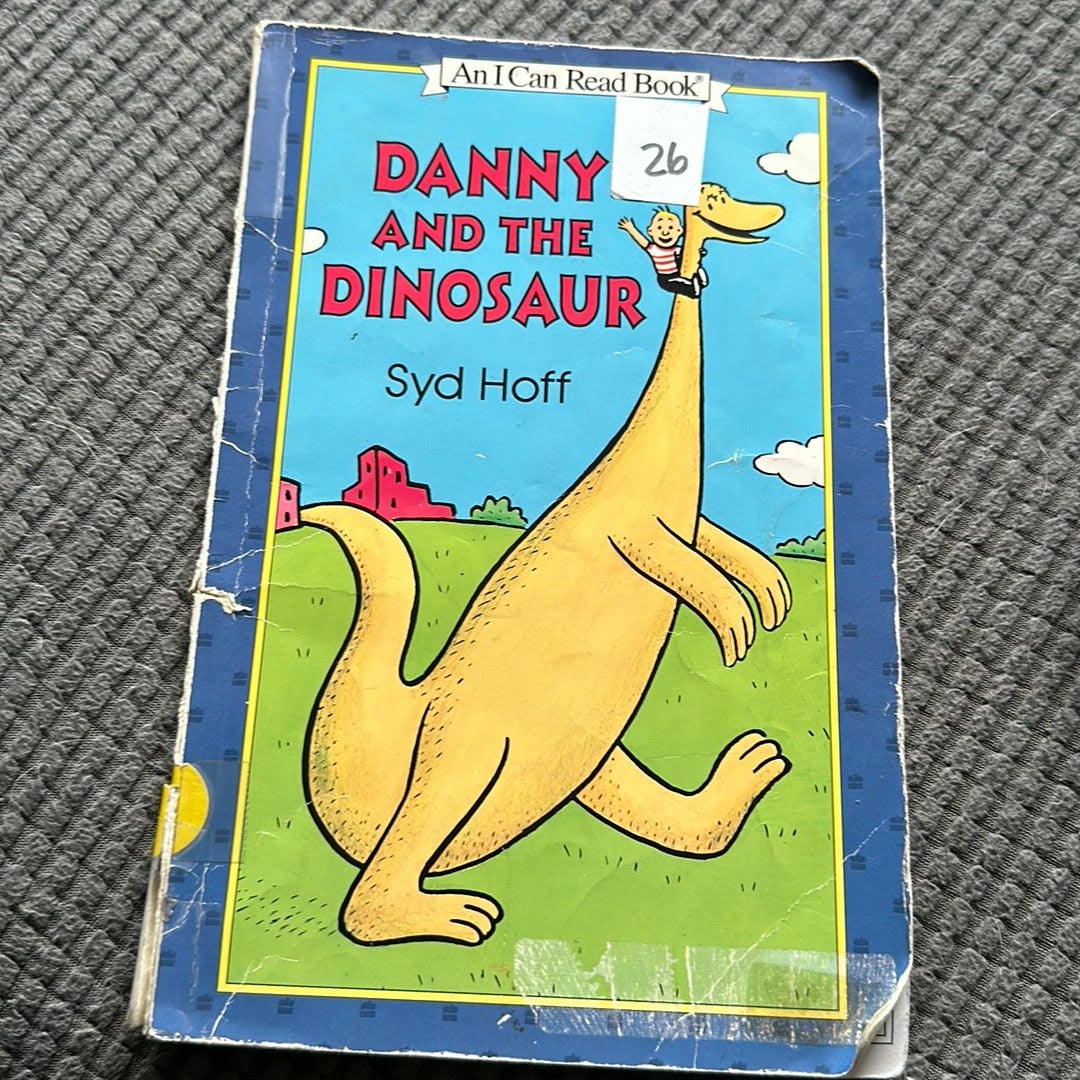 An I Can Read Book®
26
DANNY
AND THE
DINOSAUR
Syd Hoff